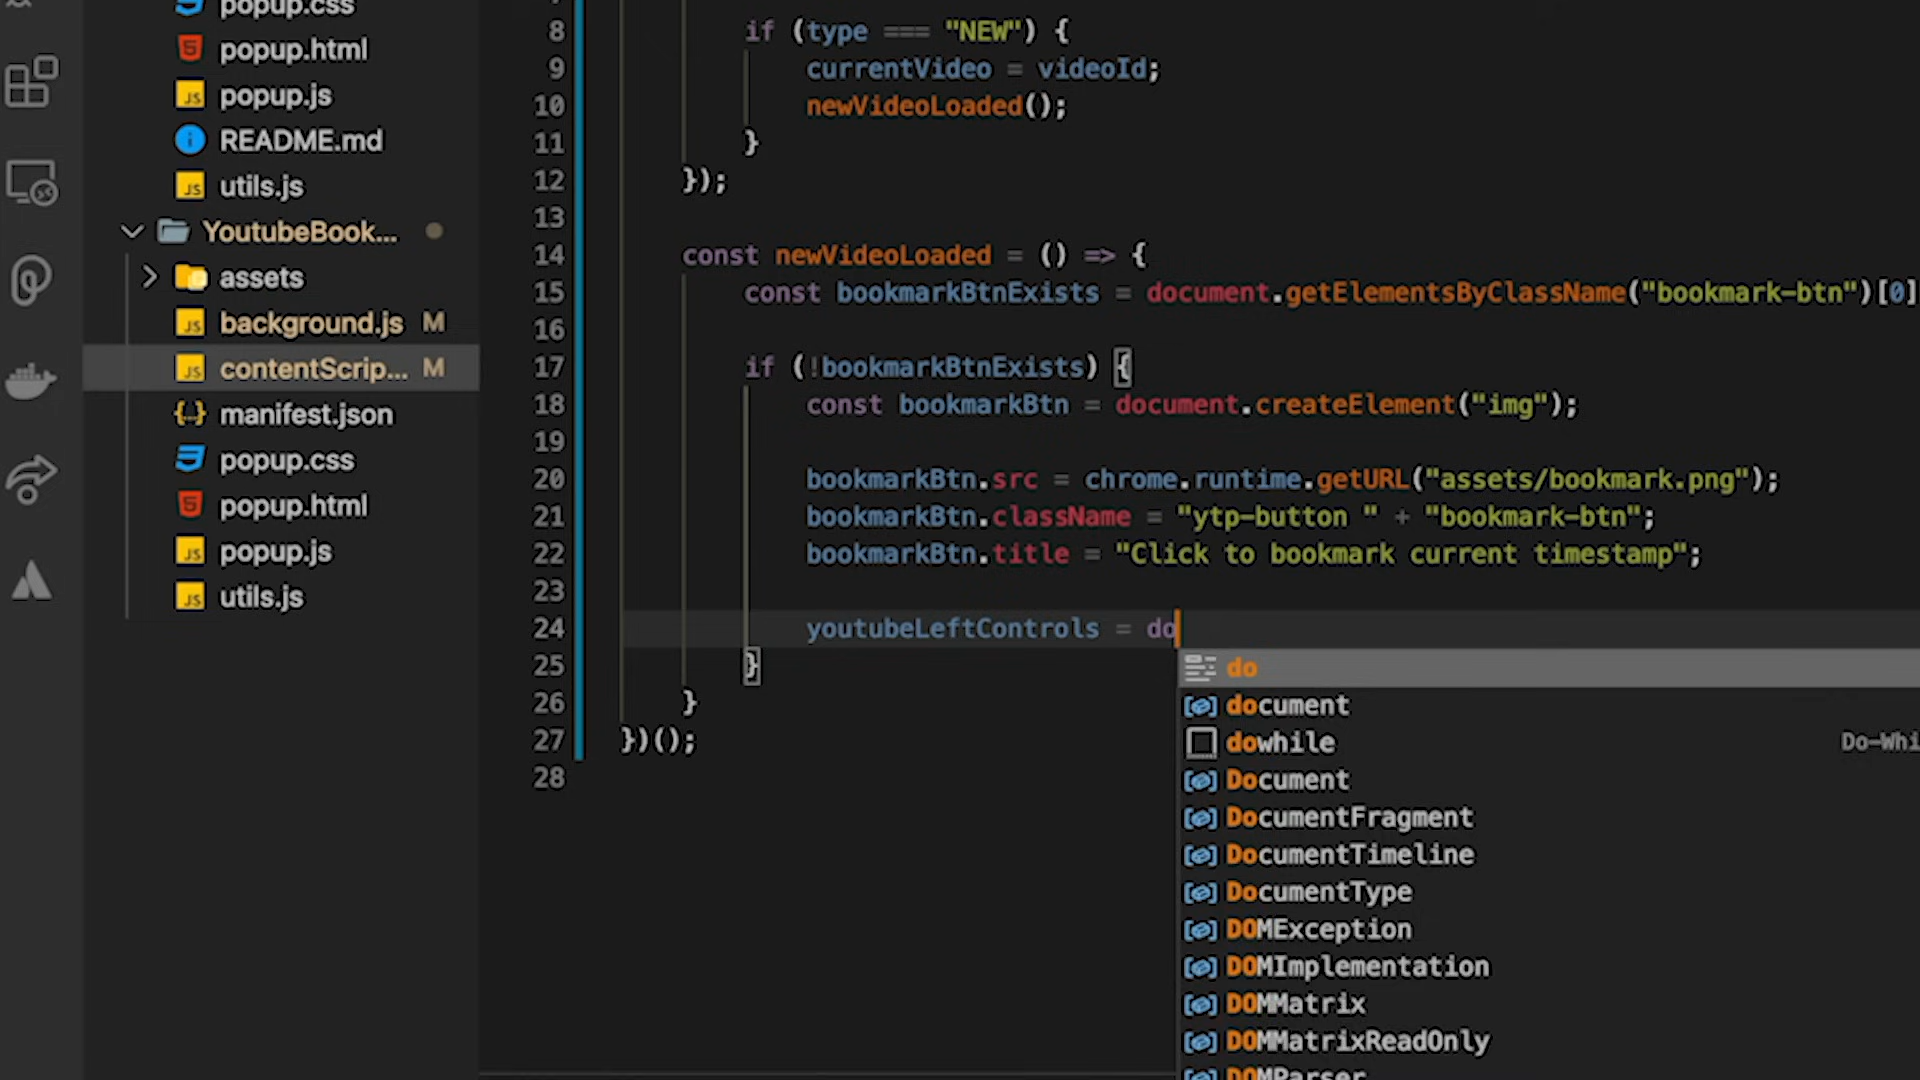 popup.css
popup.html
popup.js
README.md
utils.js
YoutubeBook...
assets
background.js M
contentScrip... M
manifest.json
popup.css
popup.html
popup.js
utils.js
8 if (type === "NEW") {
9 currentVideo = videoId;
10 newVideoLoaded();
11 }
12 });
13
14 const newVideoLoaded = () => {
15 const bookmarkBtnExists = document.getElementsByClassName("bookmark-btn")[0]
16
17 if (!bookmarkBtnExists) {
18 const bookmarkBtn = document.createElement("img");
19
20 bookmarkBtn.src = chrome.runtime.getURL("assets/bookmark.png");
21 bookmarkBtn.className = "ytp-button " + "bookmark-btn";
22 bookmarkBtn.title = "Click to bookmark current timestamp";
23
24 youtubeLeftControls = do
25 }
26 }
27 })();
28
do
document
dowhile Do-Whi
Document
DocumentFragment
DocumentTimeline
DocumentType
DOMException
DOMImplementation
DOMMatrix
DOMMatrixReadOnly
DOMParser